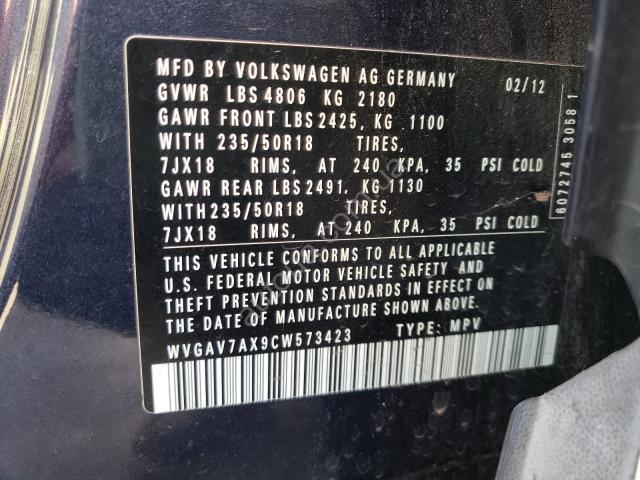 MFD BY VOLKSWAGEN AG GERMANY 02/12
GVWR LBS 4806 KG 2180
GAWR FRONT LBS 2425, KG 1100
WITH 235/50R18 TIRES,
7JX18 RIMS, AT 240 KPA, 35 PSI COLD
GAWR REAR LBS 2491, KG 1130
WITH 235/50R18 TIRES,
7JX18 RIMS, AT 240 KPA, 35 PSI COLD
THIS VEHICLE CONFORMS TO ALL APPLICABLE
U.S. FEDERAL MOTOR VEHICLE SAFETY AND
THEFT PREVENTION STANDARDS IN EFFECT ON
THE DATE OF MANUFACTURE SHOWN ABOVE.
WVGAV7AX9CW573423 TYPE: MPV
6072745 3058 1